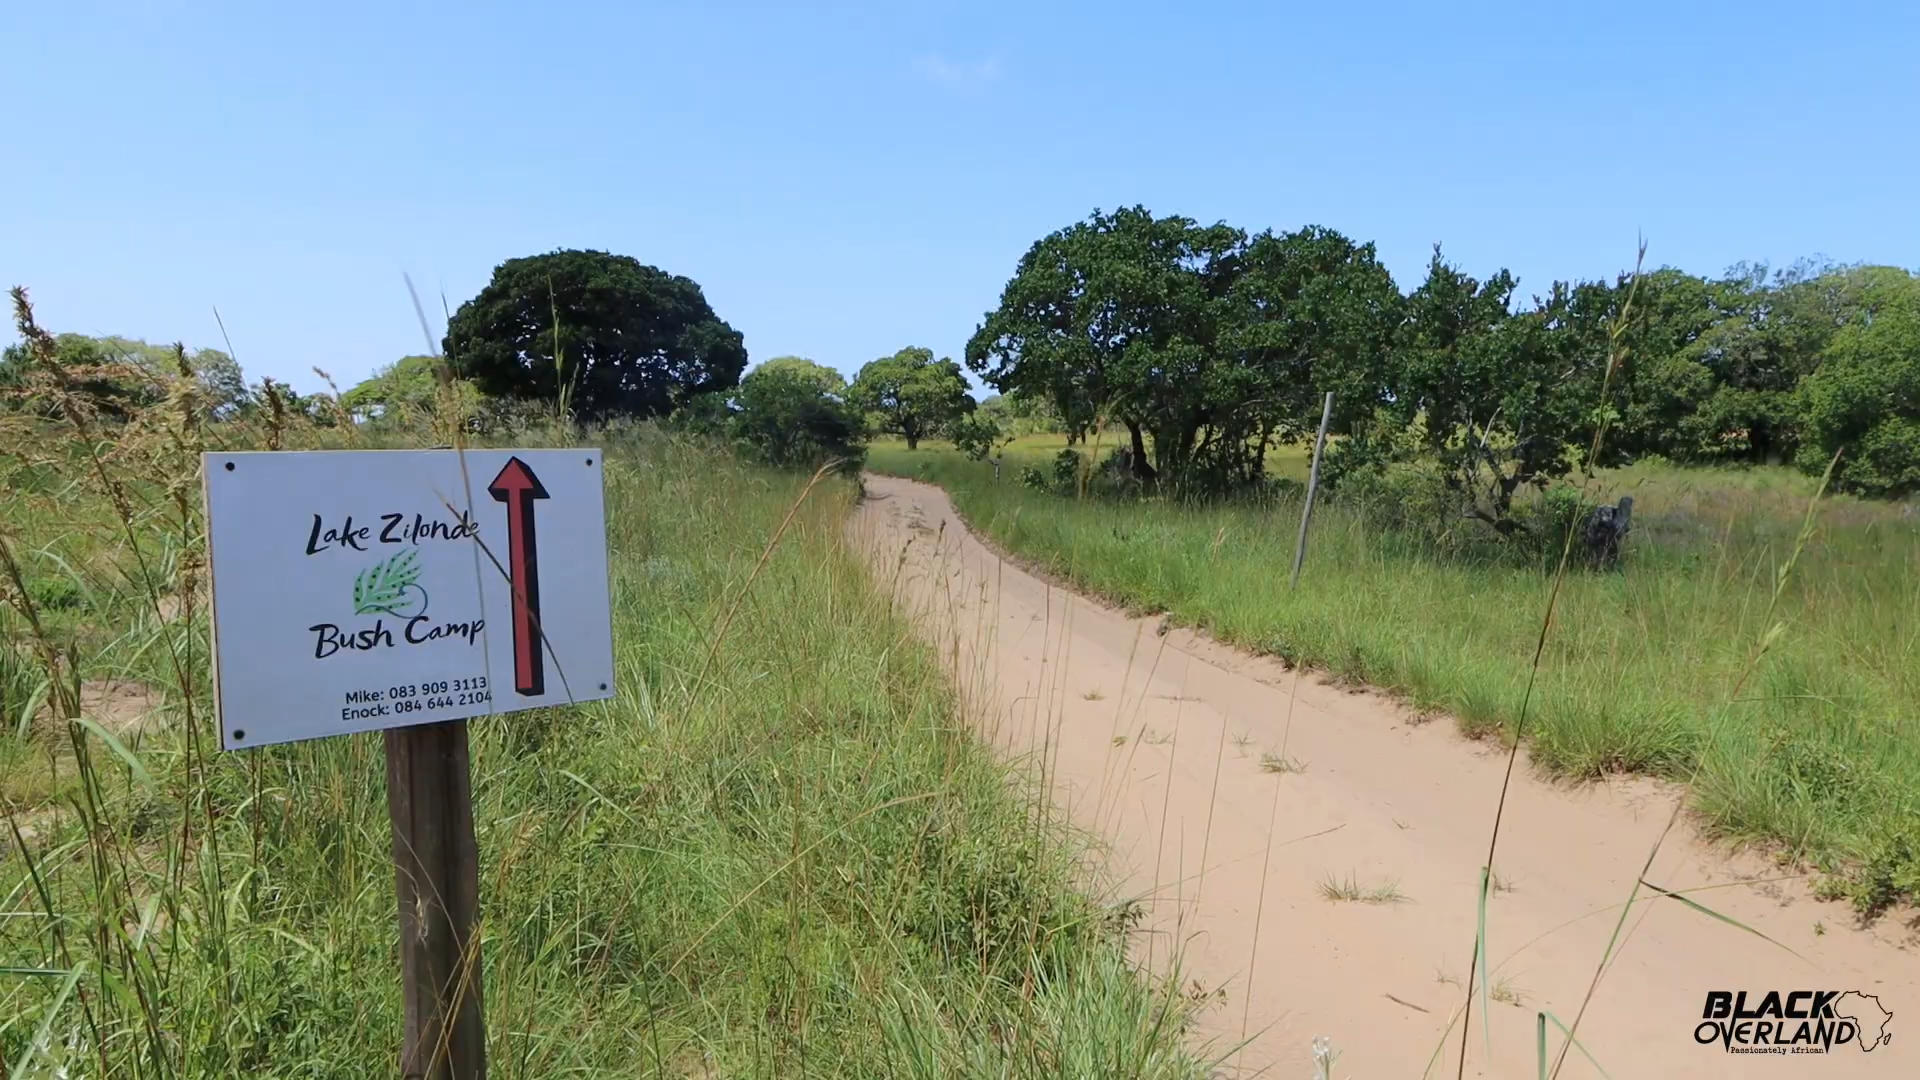 Lake Zilonde
Bush Camp
Mike: 083 909 3113
Enock: 084 644 2104
BLACK
OVERLAND
Passionately African